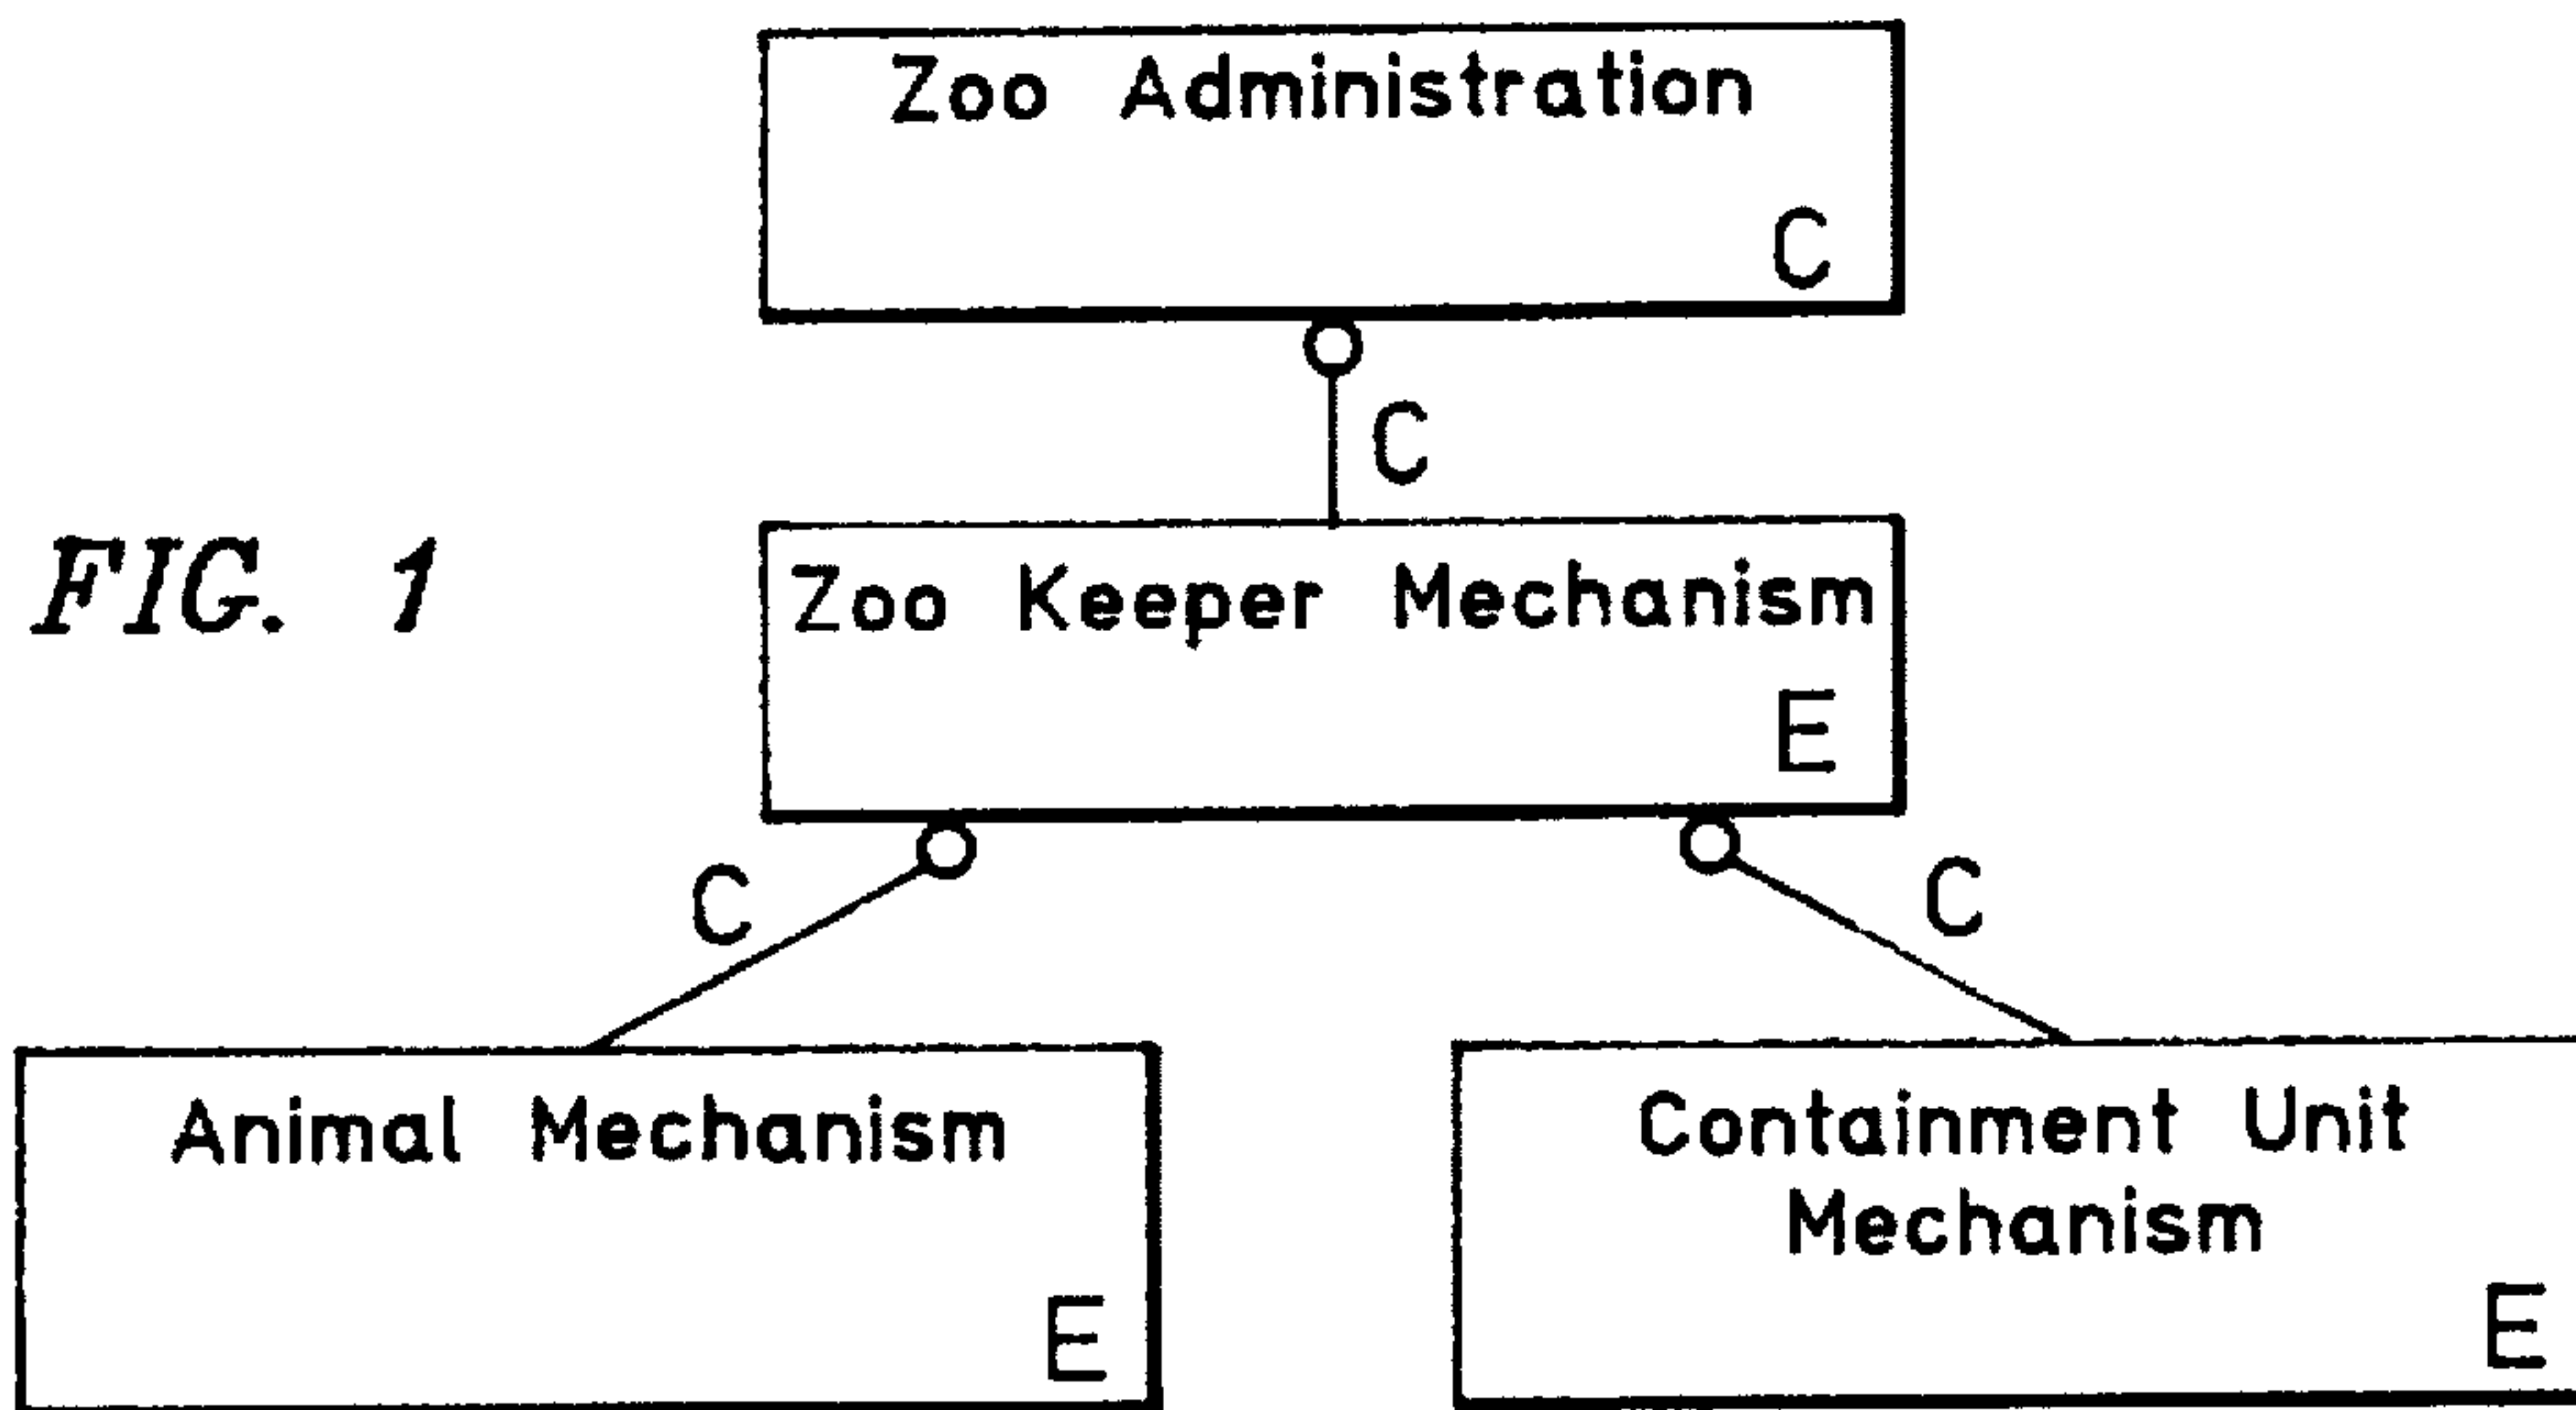 Zoo Administration
C
C
FIG. 1
Zoo Keeper Mechanism
E
C
C
Animal Mechanism
E
Containment Unit
Mechanism
E